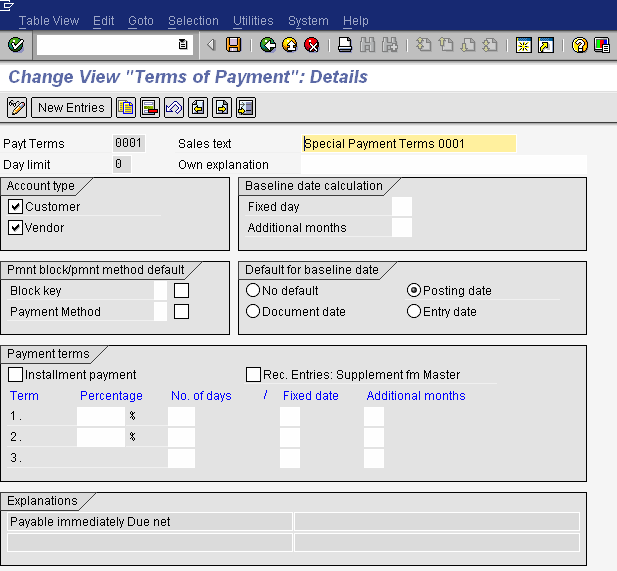 Table View Edit Goto Selection Utilities System Help
Change View "Terms of Payment": Details
New Entries
Payt Terms 0001 Sales text Special Payment Terms 0001
Day limit 0 Own explanation
Account type Baseline date calculation
Customer Fixed day
Vendor Additional months
Pmnt block/pmnt method default Default for baseline date
Block key No default Posting date
Payment Method Document date Entry date
Payment terms
Installment payment Rec. Entries: Supplement fm Master
Term Percentage No. of days / Fixed date Additional months
1. %
2. %
3.
Explanations
Payable immediately Due net